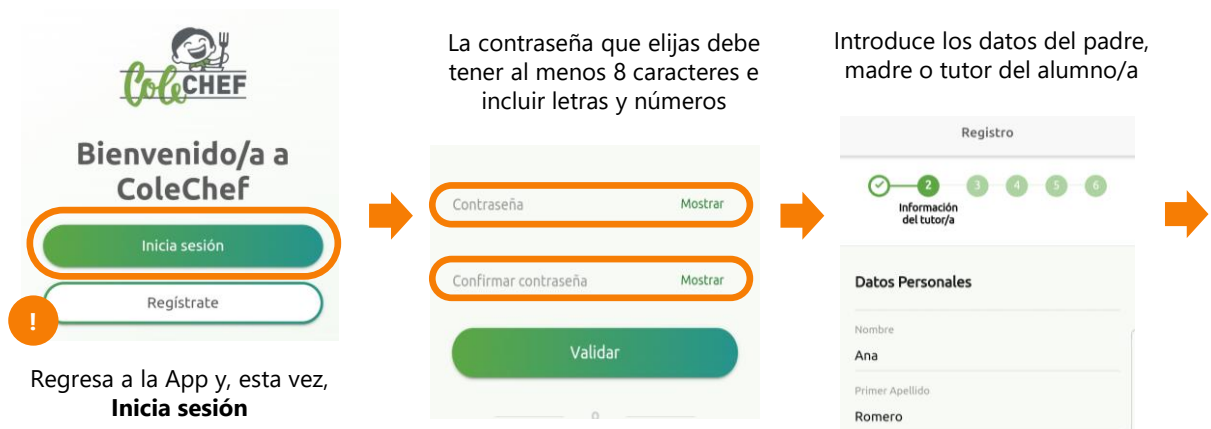 ColeCHEF
Bienvenido/a a
ColeChef
Inicia sesión
Regístrate
!
Regresa a la App y, esta vez,
Inicia sesión
La contraseña que elijas debe
tener al menos 8 caracteres e
incluir letras y números
Contraseña Mostrar
Confirmar contraseña Mostrar
Validar
Introduce los datos del padre,
madre o tutor del alumno/a
Registro
2 3 4 5 6
Información
del tutor/a
Datos Personales
Nombre
Ana
Primer Apellido
Romero